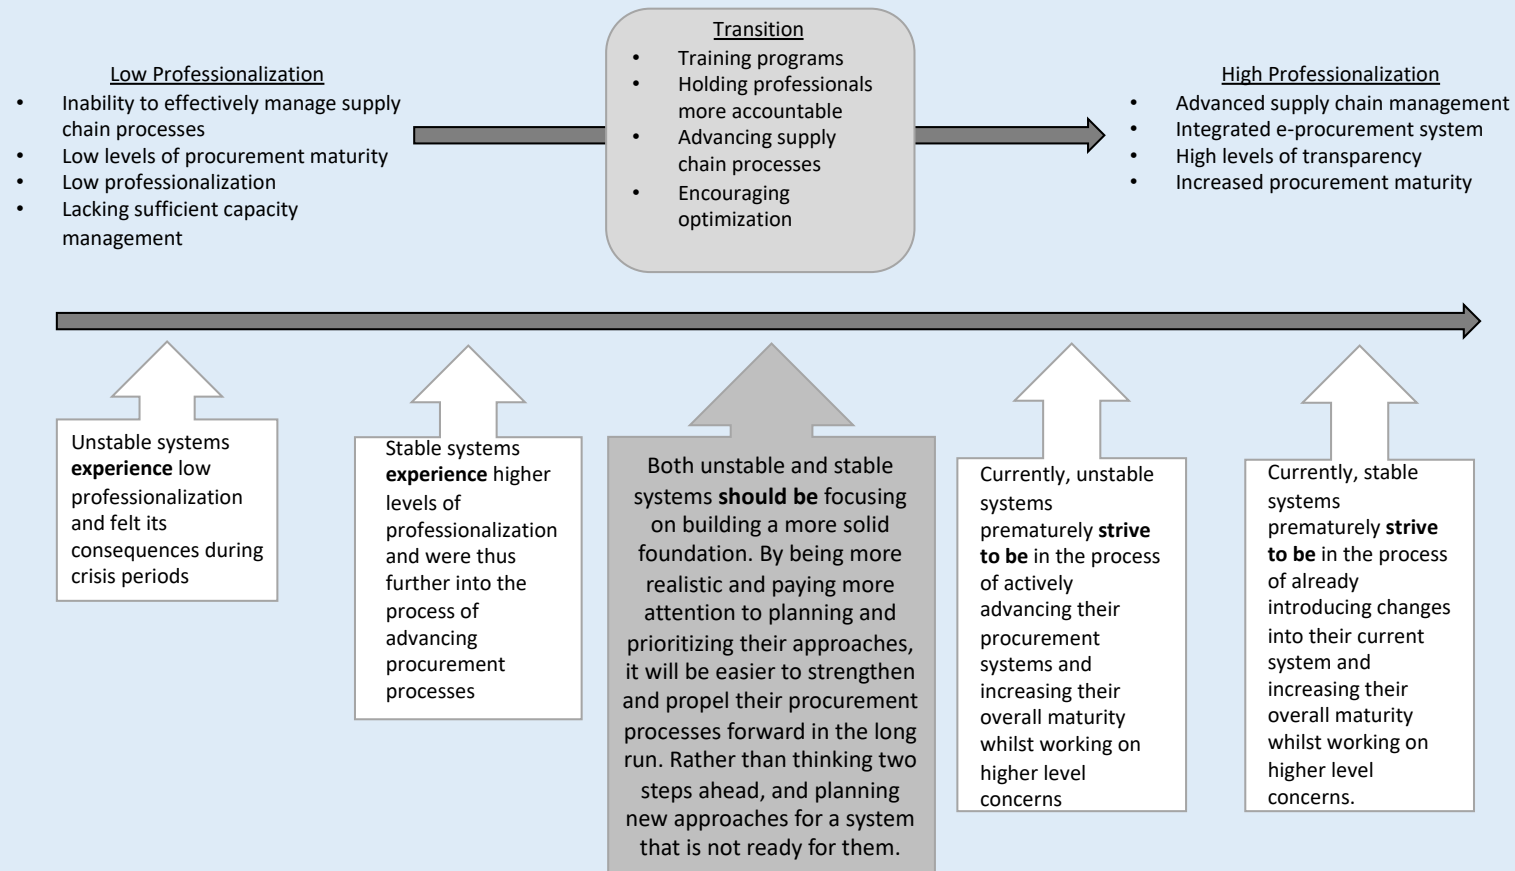 Low Professionalization
• Inability to effectively manage supply
chain processes
• Low levels of procurement maturity
• Low professionalization
• Lacking sufficient capacity
management
Transition
• Training programs
• Holding professionals
more accountable
• Advancing supply
chain processes
• Encouraging
optimization
High Professionalization
• Advanced supply chain management
• Integrated e-procurement system
• High levels of transparency
• Increased procurement maturity
Unstable systems
experience low
professionalization
and felt its
consequences during
crisis periods
Stable systems
experience higher
levels of
professionalization
and were thus
further into the
process of
advancing
procurement
processes
Both unstable and stable
systems should be focusing
on building a more solid
foundation. By being more
realistic and paying more
attention to planning and
prioritizing their approaches,
it will be easier to strengthen
and propel their procurement
processes forward in the long
run. Rather than thinking two
steps ahead, and planning
new approaches for a system
that is not ready for them.
Currently, unstable
systems
prematurely strive
to be in the process
of actively
advancing their
procurement
systems and
increasing their
overall maturity
whilst working on
higher level
concerns
Currently, stable
systems
prematurely strive
to be in the process
of already
introducing changes
into their current
system and
increasing their
overall maturity
whilst working on
higher level
concerns.